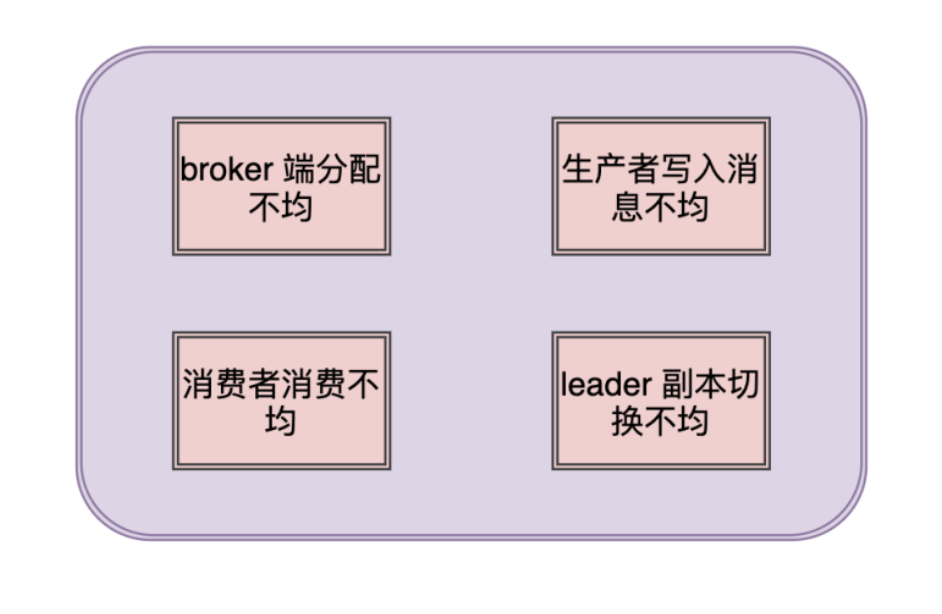 broker 端分配
不均
生产者写入消
息不均
消费者消费不
均
leader 副本切
换不均